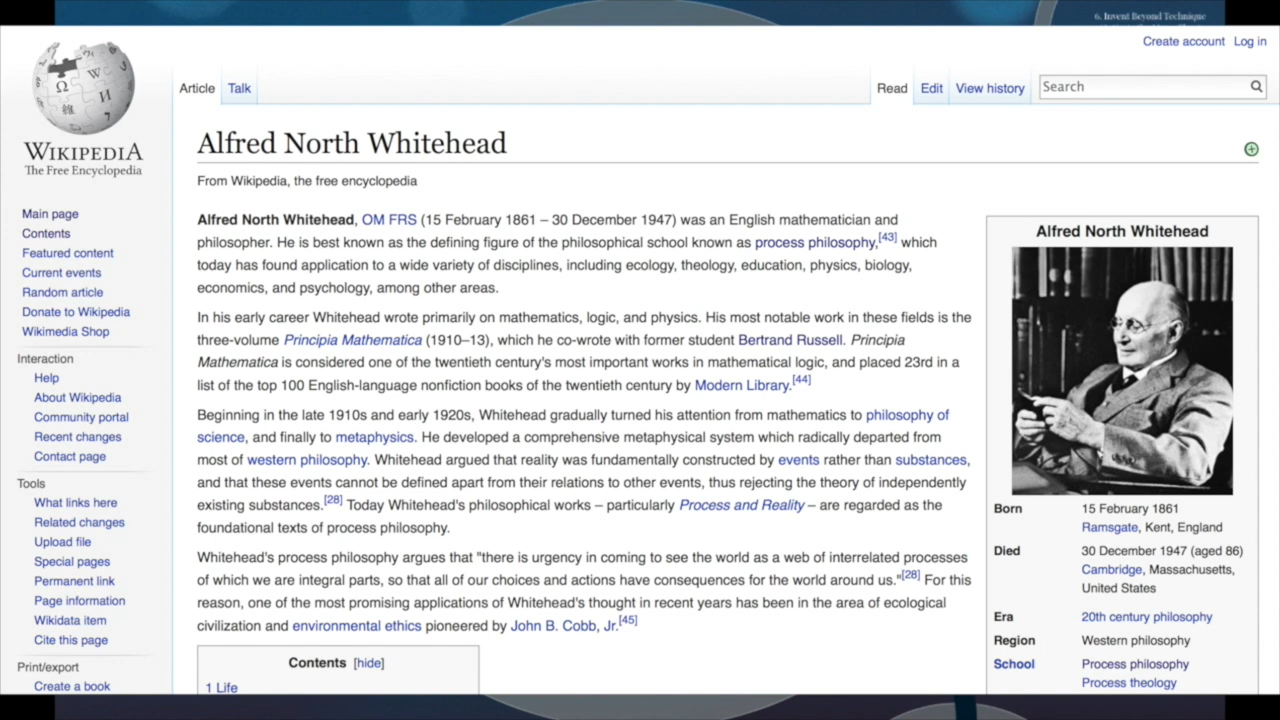 6. Invent Beyond Technique
Create account Log in
Article Talk Read Edit View history Search
WIKIPEDIA
The Free Encyclopedia
Main page
Contents
Featured content
Current events
Random article
Donate to Wikipedia
Wikimedia Shop
Interaction
Help
About Wikipedia
Community portal
Recent changes
Contact page
Tools
What links here
Related changes
Upload file
Special pages
Permanent link
Page information
Wikidata item
Cite this page
Print/export
Create a book
Alfred North Whitehead
From Wikipedia, the free encyclopedia
Alfred North Whitehead, OM FRS (15 February 1861 – 30 December 1947) was an English mathematician and
philosopher. He is best known as the defining figure of the philosophical school known as process philosophy,[43] which
today has found application to a wide variety of disciplines, including ecology, theology, education, physics, biology,
economics, and psychology, among other areas.
In his early career Whitehead wrote primarily on mathematics, logic, and physics. His most notable work in these fields is the
three-volume Principia Mathematica (1910–13), which he co-wrote with former student Bertrand Russell. Principia
Mathematica is considered one of the twentieth century's most important works in mathematical logic, and placed 23rd in a
list of the top 100 English-language nonfiction books of the twentieth century by Modern Library.[44]
Beginning in the late 1910s and early 1920s, Whitehead gradually turned his attention from mathematics to philosophy of
science, and finally to metaphysics. He developed a comprehensive metaphysical system which radically departed from
most of western philosophy. Whitehead argued that reality was fundamentally constructed by events rather than substances,
and that these events cannot be defined apart from their relations to other events, thus rejecting the theory of independently
existing substances.[28] Today Whitehead's philosophical works – particularly Process and Reality – are regarded as the
foundational texts of process philosophy.
Whitehead's process philosophy argues that "there is urgency in coming to see the world as a web of interrelated processes
of which we are integral parts, so that all of our choices and actions have consequences for the world around us."[28] For this
reason, one of the most promising applications of Whitehead's thought in recent years has been in the area of ecological
civilization and environmental ethics pioneered by John B. Cobb, Jr.[45]
Contents [hide]
1 Life
Alfred North Whitehead
Born 15 February 1861
Ramsgate, Kent, England
Died 30 December 1947 (aged 86)
Cambridge, Massachusetts,
United States
Era 20th century philosophy
Region Western philosophy
School Process philosophy
Process theology